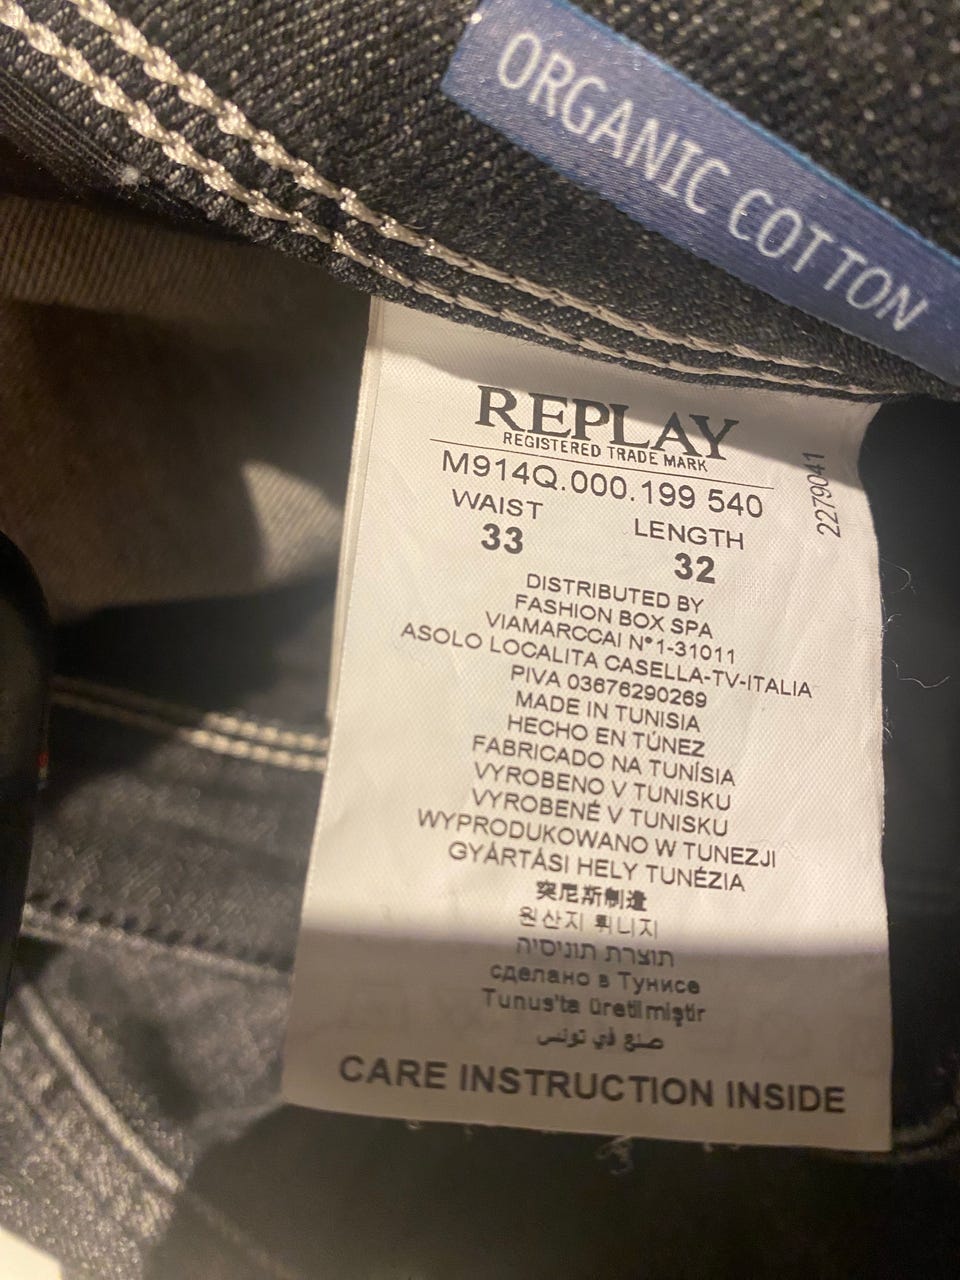 ORGANIC COTTON
REPLAY
REGISTERED TRADE MARK
M914Q.000.199 540
2279041
WAIST LENGTH
33 32
DISTRIBUTED BY
FASHION BOX SPA
VIAMARCCAI N°1-31011
ASOLO LOCALITA CASELLA-TV-ITALIA
PIVA 03676290269
MADE IN TUNISIA
HECHO EN TÚNEZ
FABRICADO NA TUNÍSIA
VYROBENO V TUNISKU
VYROBENÉ V TUNISKU
WYPRODUKOWANO W TUNEZJI
GYÁRTÁSI HELY TUNÉZIA
突尼斯制造
원산지 튀니지
תוצרת תוניסיה
сделано в Тунисе
Tunus'ta üretilmiştir
صنع في تونس
CARE INSTRUCTION INSIDE